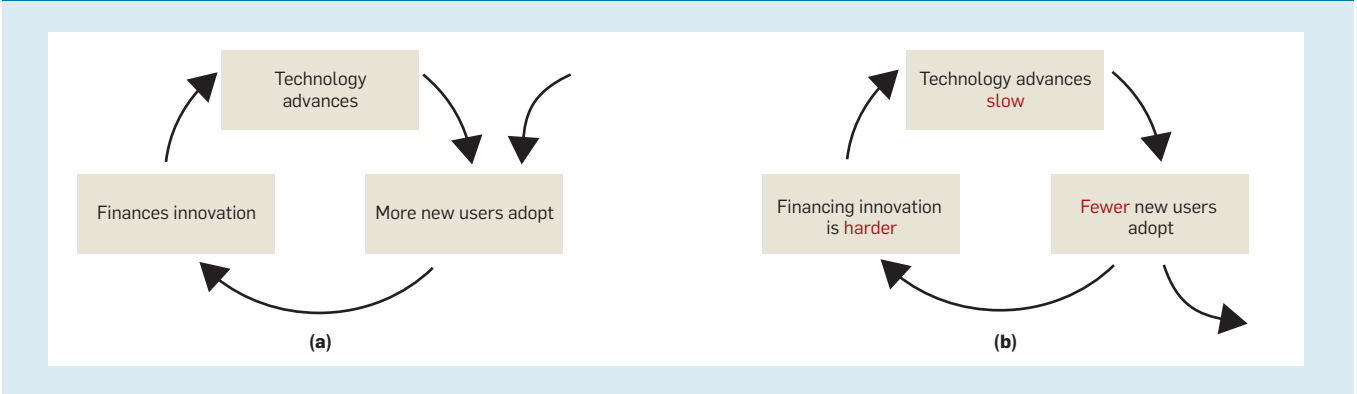 Technology
advances
Finances innovation
More new users adopt
(a)
Technology advances
slow
Financing innovation
is harder
Fewer new users
adopt
(b)